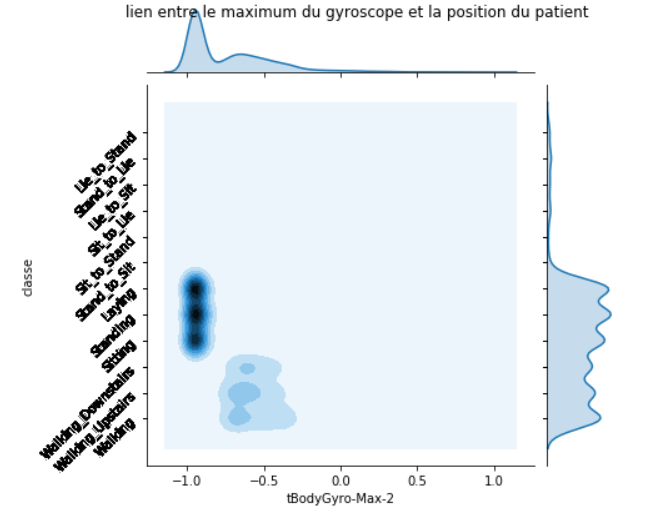 lien entre le maximum du gyroscope et la position du patient
classe
Lie_to_Stand
Stand_to_Lie
Lie_to_Sit
Sit_to_Lie
Sit_to_Stand
Stand_to_Sit
Laying
Standing
Sitting
Walking_Downstairs
Walking_Upstairs
Walking
−1.0 −0.5 0.0 0.5 1.0
tBodyGyro-Max-2